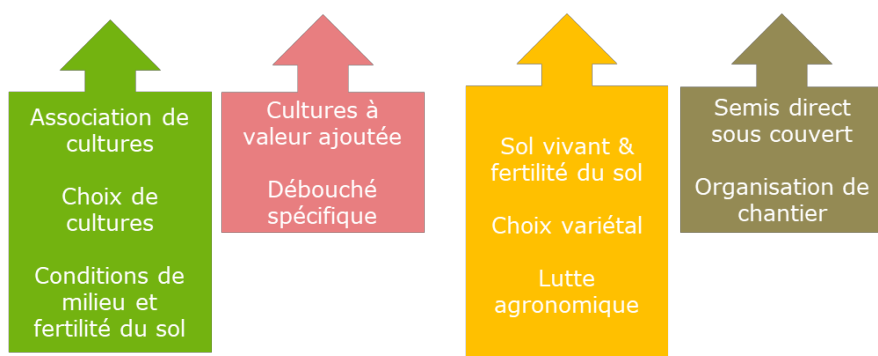 Association de
cultures
Choix de
cultures
Conditions de
milieu et
fertilité du sol
Cultures à
valeur ajoutée
Débouché
spécifique
Sol vivant &
fertilité du sol
Choix variétal
Lutte
agronomique
Semis direct
sous couvert
Organisation de
chantier